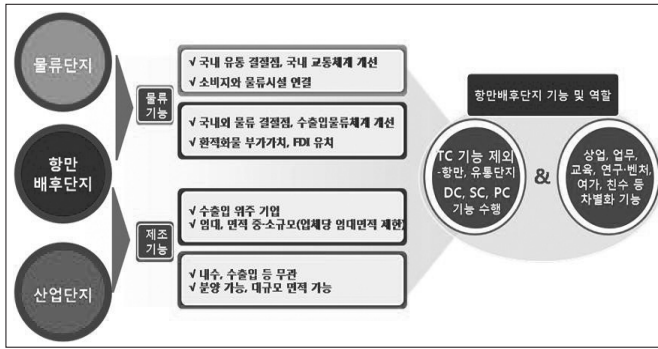 물류단지
항만
배후단지
산업단지
물류
기능
제조
기능
√ 국내 유통 결절점, 국내 교통체계 개선
√ 소비지와 물류시설 연결
√ 국내외 물류 결절점, 수출입물류체계 개선
√ 환적화물 부가가치, FDI 유치
√ 수출입 위주 기업
√ 임대, 면적 중·소규모(업체당 임대면적 제한)
√ 내수, 수출입 등 무관
√ 분양 가능, 대규모 면적 가능
항만배후단지 기능 및 역할
TC 기능 제외
-항만, 유통단지
DC, SC, PC
기능 수행
&
상업, 업무,
교육, 연구·벤처,
여가, 친수 등
차별화 기능